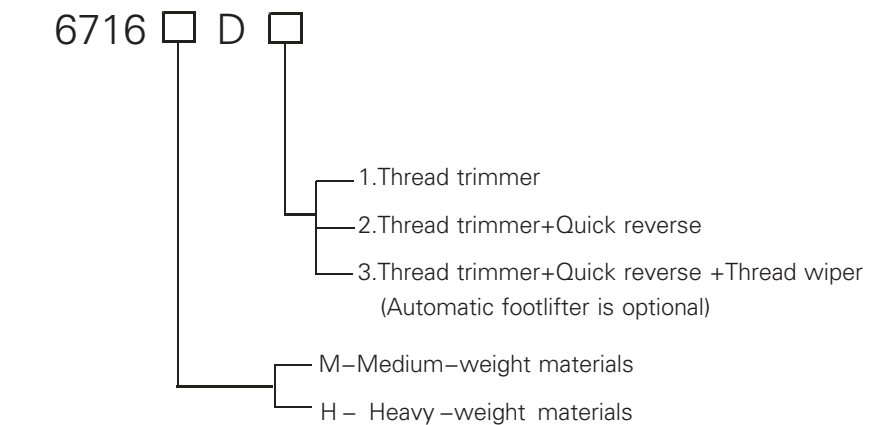 6716 □ D □
1.Thread trimmer
2.Thread trimmer+Quick reverse
3.Thread trimmer+Quick reverse +Thread wiper
(Automatic footlifter is optional)
M–Medium–weight materials
H – Heavy –weight materials